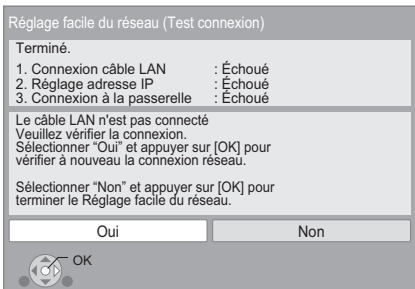 Réglage facile du réseau (Test connexion)
Terminé.
1. Connexion câble LAN : Échoué
2. Réglage adresse IP : Échoué
3. Connexion à la passerelle : Échoué
Le câble LAN n'est pas connecté
Veuillez vérifier la connexion.
Sélectionner “Oui” et appuyer sur [OK] pour
vérifier à nouveau la connexion réseau.
Sélectionner “Non” et appuyer sur [OK] pour
terminer le Réglage facile du réseau.
Oui Non
OK